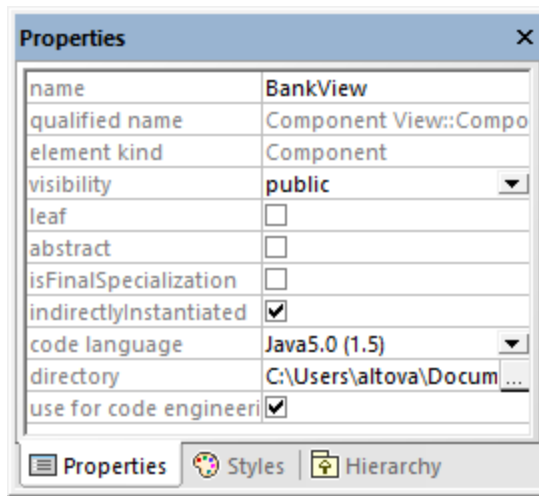 Properties
name BankView
qualified name Component View::Compo
element kind Component
visibility public
leaf
abstract
isFinalSpecialization
indirectlyInstantiated
code language Java5.0 (1.5)
directory C:\Users\altova\Docum ...
use for code engineeri
Properties Styles Hierarchy